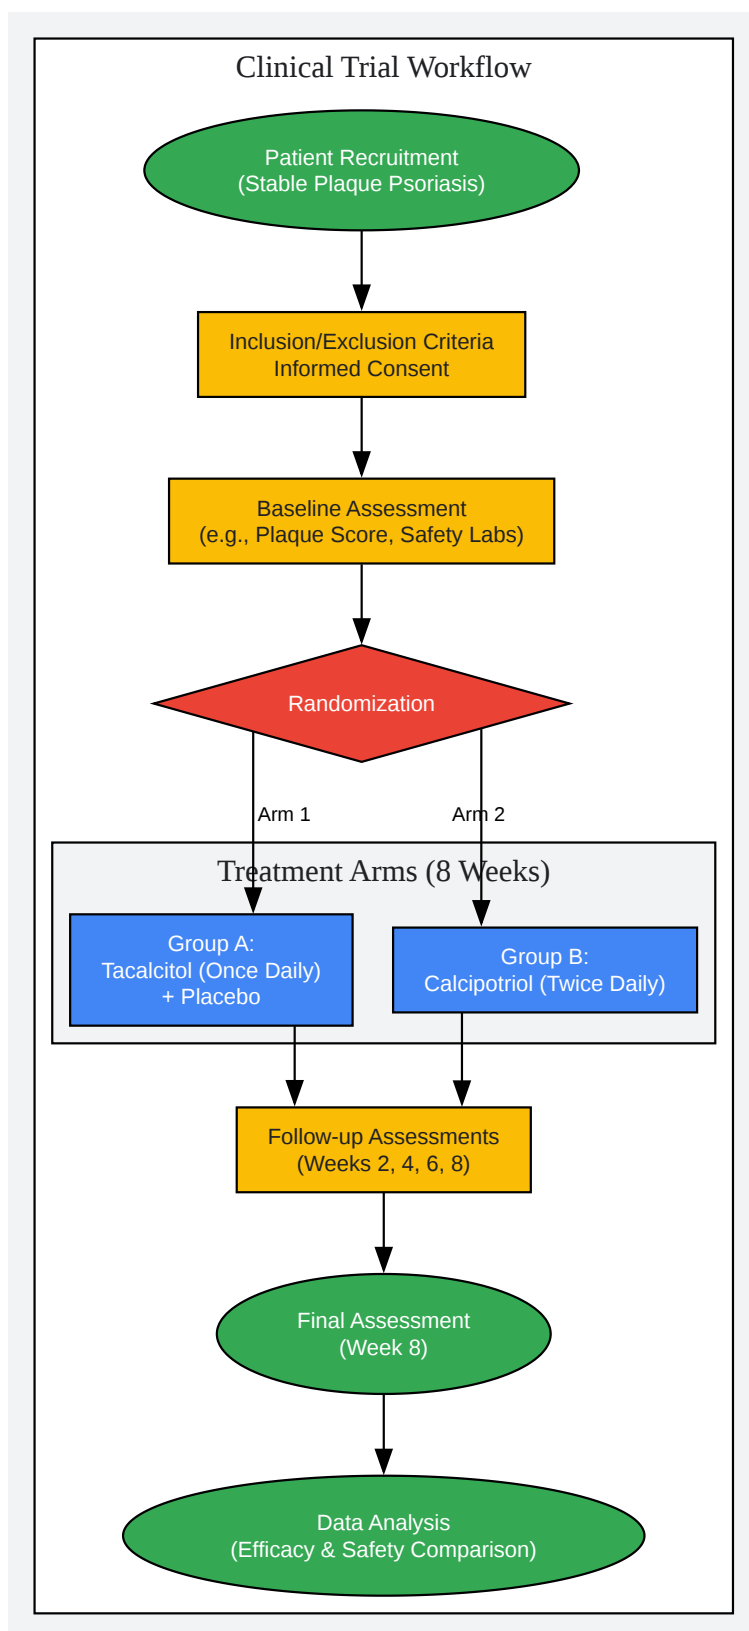 Clinical Trial Workflow
Patient Recruitment
(Stable Plaque Psoriasis)
Inclusion/Exclusion Criteria
Informed Consent
Baseline Assessment
(e.g., Plaque Score, Safety Labs)
Randomization
Arm 1
Arm 2
Treatment Arms (8 Weeks)
Group A:
Tacalcitol (Once Daily)
+ Placebo
Group B:
Calcipotriol (Twice Daily)
Follow-up Assessments
(Weeks 2, 4, 6, 8)
Final Assessment
(Week 8)
Data Analysis
(Efficacy & Safety Comparison)